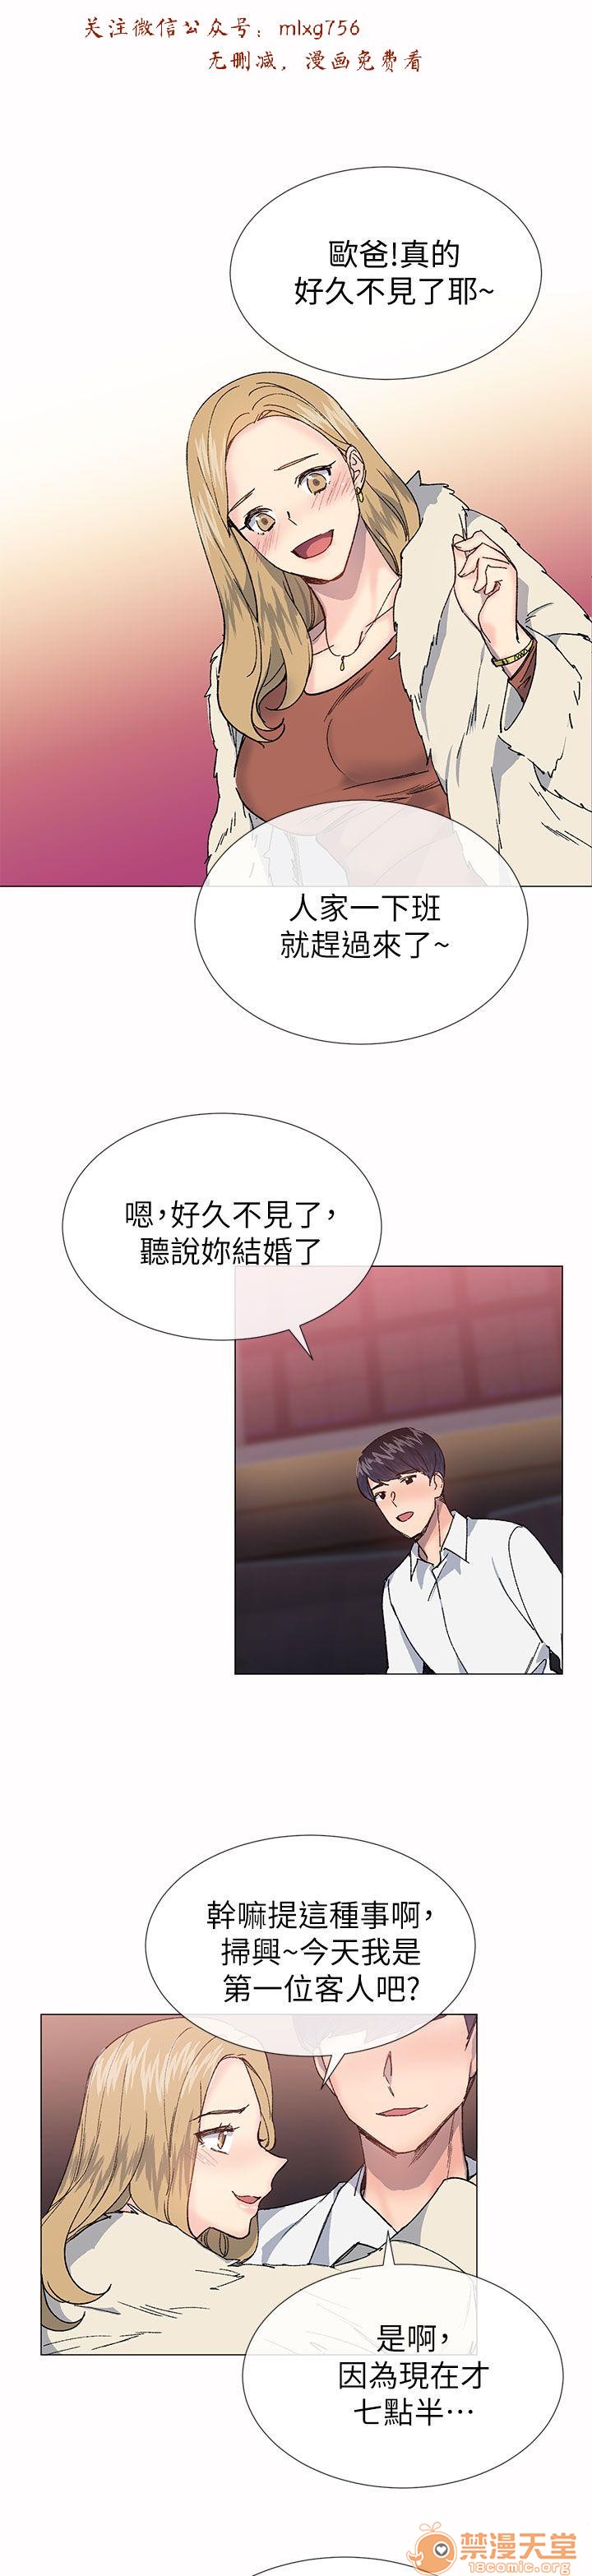 关注微信公众号：mlxg756
无删减，漫画免费看
歐爸!真的
好久不見了耶~
人家一下班
就趕過來了~
嗯,好久不見了,
聽說妳結婚了
幹嘛提這種事啊,
掃興~今天我是
第一位客人吧?
是啊,
因為現在才
七點半…
禁漫天堂
18comic.org